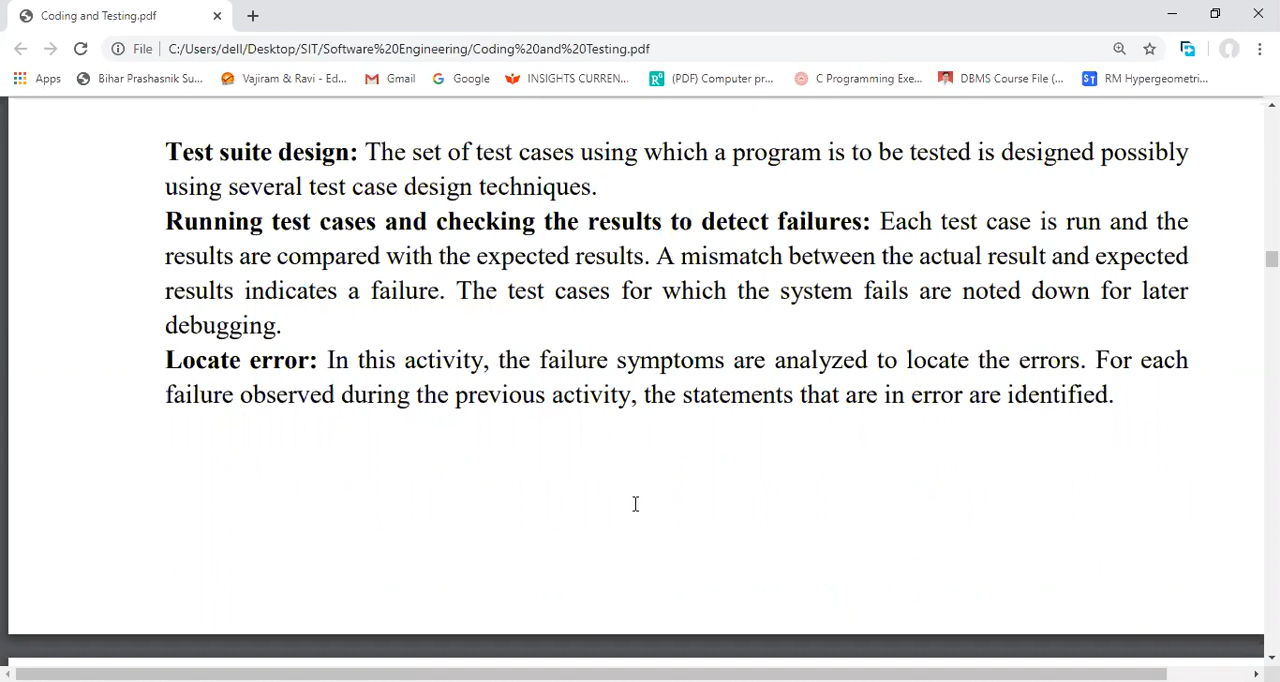 Coding and Testing.pdf
File
C:/Users/dell/Desktop/SIT/Software%20Engineering/Coding%20and%20Testing.pdf
Apps Bihar Prashasnik Su... Vajiram & Ravi - Ed... Gmail Google INSIGHTS CURREN... (PDF) Computer pr... C Programming Exe... DBMS Course File (... ST RM Hypergeometri...
Test suite design: The set of test cases using which a program is to be tested is designed possibly
using several test case design techniques.
Running test cases and checking the results to detect failures: Each test case is run and the
results are compared with the expected results. A mismatch between the actual result and expected
results indicates a failure. The test cases for which the system fails are noted down for later
debugging.
Locate error: In this activity, the failure symptoms are analyzed to locate the errors. For each
failure observed during the previous activity, the statements that are in error are identified.